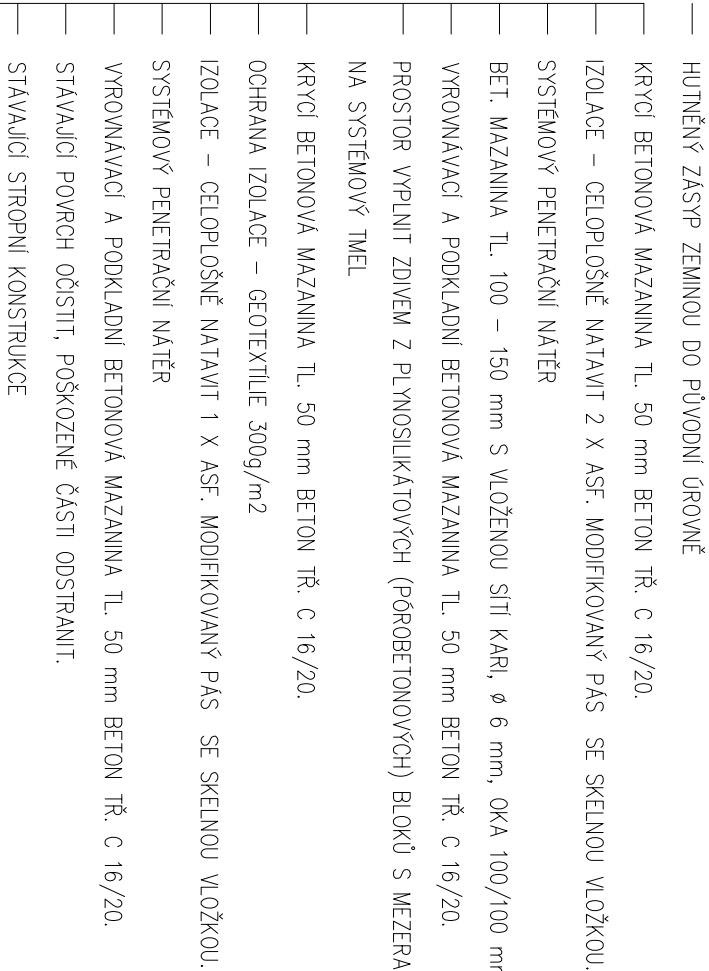 HUTNĚNÝ ZÁSYP ZEMINOU DO PŮVODNÍ ÚROVNĚ
KRYCÍ BETONOVÁ MAZANINA TL. 50 mm BETON TŘ. C 16/20.
IZOLACE – CELOPLOŠNĚ NATAVIT 2 X ASF. MODIFIKOVANÝ PÁS SE SKELNOU VLOŽKOU.
SYSTÉMOVÝ PENETRAČNÍ NÁTĚR
BET. MAZANINA TL. 100 – 150 mm S VLOŽENOU SÍTÍ KARI, ø 6 mm, OKA 100/100 mm
VYROVNÁVACÍ A PODKLADNÍ BETONOVÁ MAZANINA TL. 50 mm BETON TŘ. C 16/20.
PROSTOR VYPLNIT ZDIVEM Z PLYNOSILIKÁTOVÝCH (PÓROBETONOVÝCH) BLOKŮ S MEZERA
NA SYSTÉMOVÝ TMEL
KRYCÍ BETONOVÁ MAZANINA TL. 50 mm BETON TŘ. C 16/20.
OCHRANA IZOLACE – GEOTEXTÍLIE 300g/m2
IZOLACE – CELOPLOŠNĚ NATAVIT 1 X ASF. MODIFIKOVANÝ PÁS SE SKELNOU VLOŽKOU.
SYSTÉMOVÝ PENETRAČNÍ NÁTĚR
VYROVNÁVACÍ A PODKLADNÍ BETONOVÁ MAZANINA TL. 50 mm BETON TŘ. C 16/20.
STÁVAJÍCÍ POVRCH OČISTIT, POŠKOZENÉ ČÁSTI ODSTRANIT.
STÁVAJÍCÍ STROPNÍ KONSTRUKCE